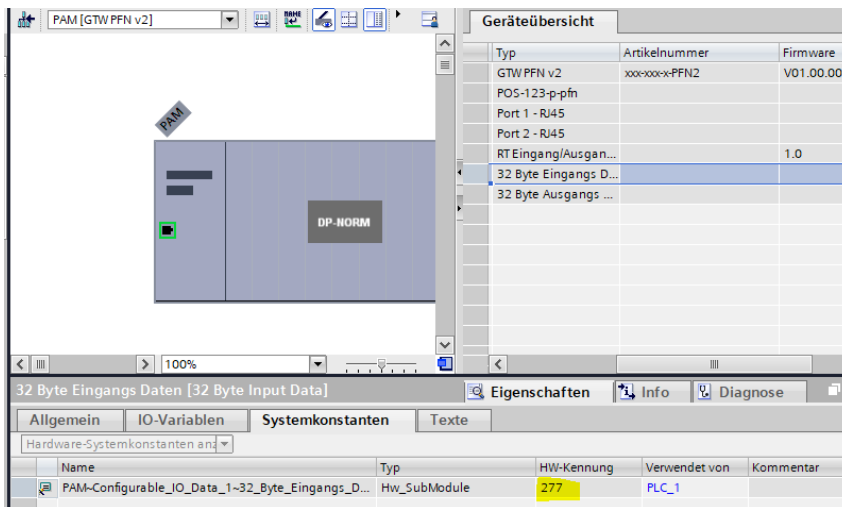 PAM [GTW PFN v2]
NAME
PAM
DP-NORM
100%
Geräteübersicht
Typ Artikelnummer Firmware
GTW PFN v2 xxx-xxx-x-PFN2 V01.00.00
POS-123-p-pfn
Port 1 - RJ45
Port 2 - RJ45
RT Eingang/Ausgan... 1.0
32 Byte Eingangs D...
32 Byte Ausgangs ...
32 Byte Eingangs Daten [32 Byte Input Data] Eigenschaften Info Diagnose
Allgemein IO-Variablen Systemkonstanten Texte
Hardware-Systemkonstanten anz
Name Typ HW-Kennung Verwendet von Kommentar
PAM~Configurable_IO_Data_1~32_Byte_Eingangs_D... Hw_SubModule 277 PLC_1